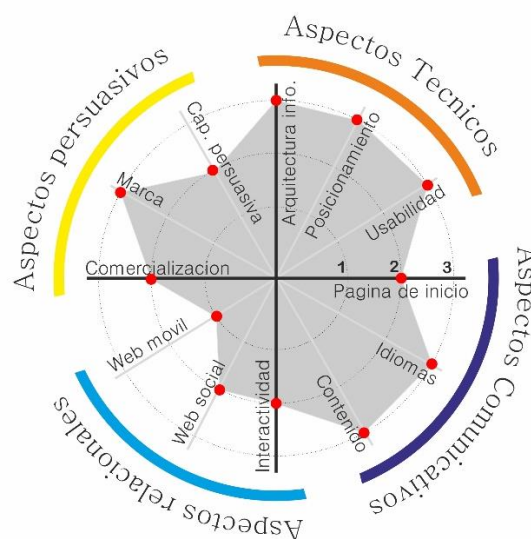 Aspectos Tecnicos
Aspectos persuasivos
Aspectos Comunicativos
Aspectos relacionales
Arquitectura info.
Posicionamiento
Usabilidad
Pagina de inicio
Idiomas
Contenido
Interactividad
Web social
Web movil
Comercializacion
Marca
Cap. persuasiva
1 2 3